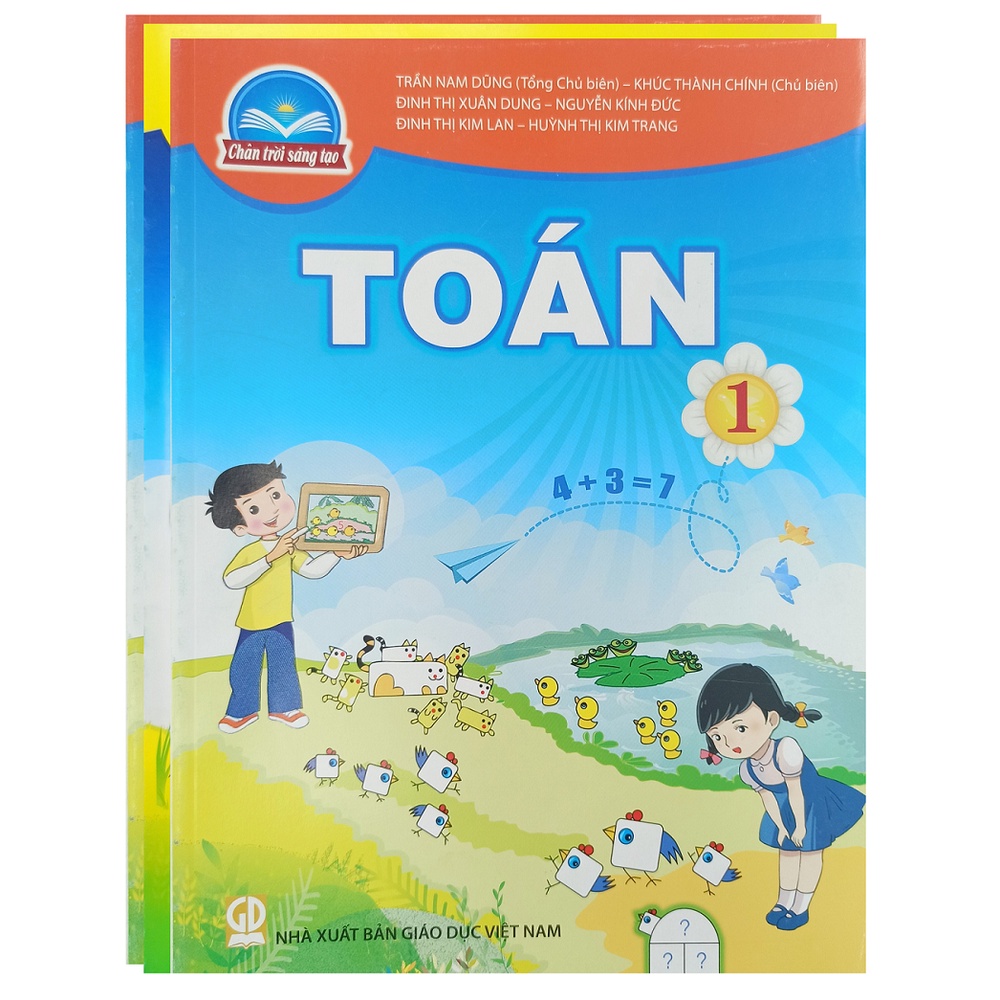 TRẦN NAM DŨNG (Tổng Chủ biên) – KHÚC THÀNH CHÍNH (Chủ biên)
ĐINH THỊ XUÂN DUNG – NGUYỄN KÍNH ĐỨC
ĐINH THỊ KIM LAN – HUỲNH THỊ KIM TRANG
Chân trời sáng tạo
TOÁN
1
4 + 3 = 7
5
?
? ?
GD
NHÀ XUẤT BẢN GIÁO DỤC VIỆT NAM